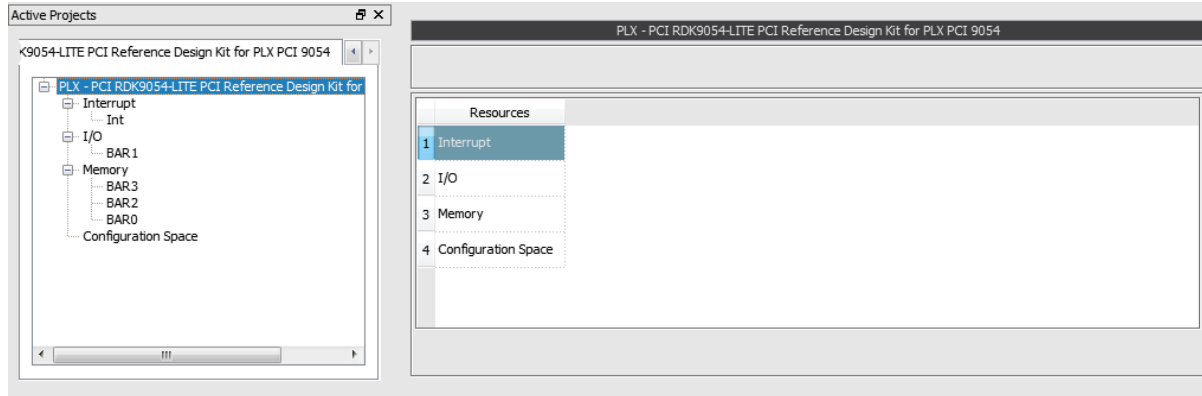 Active Projects
K9054-LITE PCI Reference Design Kit for PLX PCI 9054
PLX - PCI RDK9054-LITE PCI Reference Design Kit for
Interrupt
Int
I/O
BAR1
Memory
BAR3
BAR2
BAR0
Configuration Space
PLX - PCI RDK9054-LITE PCI Reference Design Kit for PLX PCI 9054
Resources
1 Interrupt
2 I/O
3 Memory
4 Configuration Space